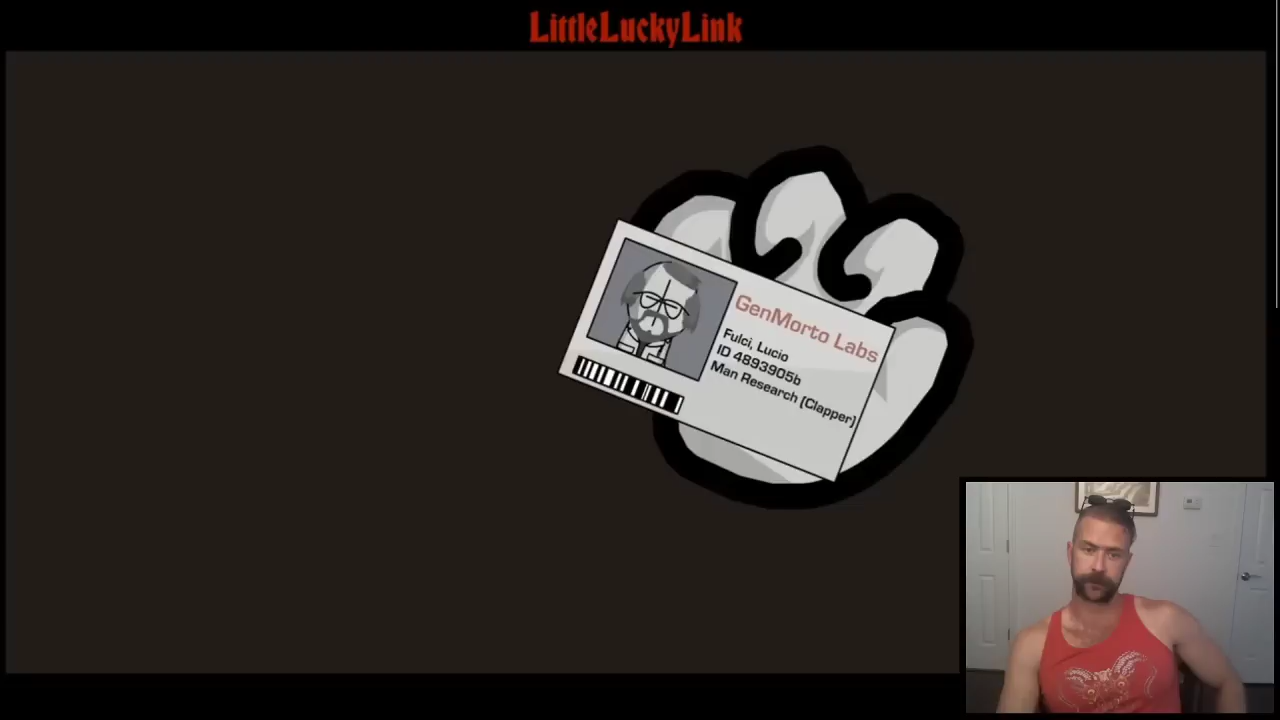 LittleLuckyLink
GenMorto Labs
Fulci, Lucio
ID 4893905b
Man Research (Clapper)